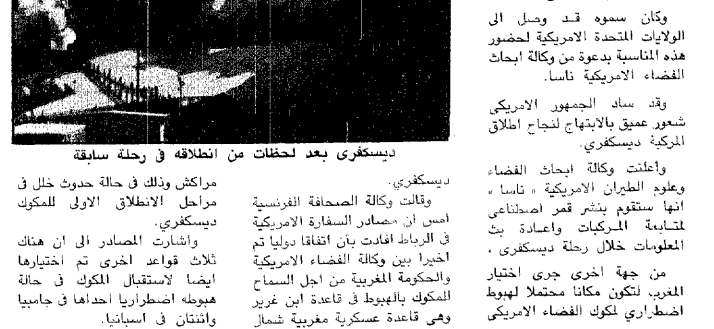 وكان سموه قد وصل الى
الولايات المتحدة الامريكية لحضور
هذه المناسبة بدعوة من وكالة ابحاث
الفضاء الامريكية ناسا.
وقد ساد الجمهور الامريكي
شعور عميق بالابتهاج لنجاح اطلاق
المركبة ديسكفري.
وأعلنت وكالة ابحاث الفضاء
وعلوم الطيران الامريكية « ناسا »
انها ستقوم بنشر قمر اصطناعي
لمتابعة المركبات واعادة بث
المعلومات خلال رحلة ديسكفري ،
من جهة اخرى جرى اختيار
المغرب لتكون مكانا محتملا لهبوط
اضطراري لمكوك الفضاء الامريكي
ديسكفرى بعد لحظات من انطلاقه في رحلة سابقة
ديسكفري.
وقالت وكالة الصحافة الفرنسية
امس ان مصادر السفارة الامريكية
في الرباط افادت بأن اتفاقا دوليا تم
اخيرا بين وكالة الفضاء الامريكية
والحكومة المغربية من اجل السماح
للمكوك بالهبوط في قاعدة ابن غرير
وهي قاعدة عسكرية مغربية شمال
مراكش وذلك في حالة حدوث خلل في
مراحل الانطلاق الاولى للمكوك
ديسكفري.
وأشارت المصادر الى ان هناك
ثلاث قواعد اخرى تم اختيارها
ايضا لاستقبال المكوك في حالة
هبوطه اضطراريا احداها في جامبيا
واثنتان في اسبانيا.